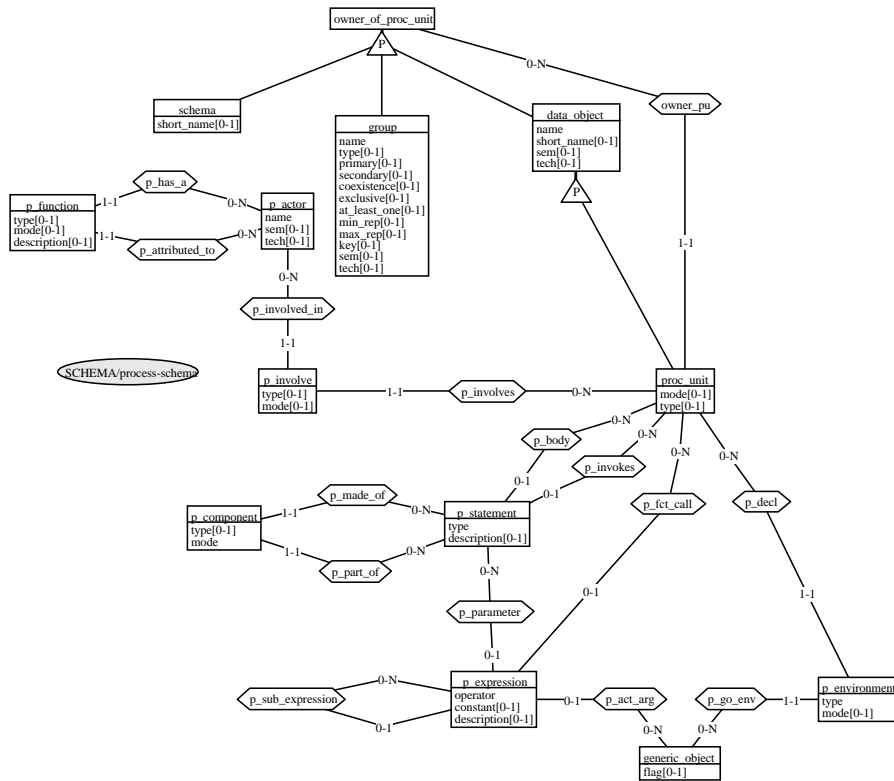 owner_of_proc_unit
P
0-N
schema
short_name[0-1]
group
name
type[0-1]
primary[0-1]
secondary[0-1]
coexistence[0-1]
exclusive[0-1]
at_least_one[0-1]
min_rep[0-1]
max_rep[0-1]
key[0-1]
sem[0-1]
tech[0-1]
data_object
name
short_name[0-1]
sem[0-1]
tech[0-1]
owner_pu
P
1-1
p_has_a
1-1
0-N
p_function
type[0-1]
mode[0-1]
description[0-1]
p_actor
name
sem[0-1]
tech[0-1]
1-1
0-N
p_attributed_to
0-N
p_involved_in
1-1
SCHEMA/process-schema
p_involve
type[0-1]
mode[0-1]
1-1
p_involves
0-N
proc_unit
mode[0-1]
type[0-1]
0-N
p_body
0-1
0-N
p_invokes
0-1
0-N
p_fct_call
0-1
0-N
p_decl
1-1
p_component
type[0-1]
mode
1-1
p_made_of
0-N
1-1
p_part_of
0-N
p_statement
type
description[0-1]
0-N
p_parameter
0-1
p_sub_expression
0-N
0-1
p_expression
operator
constant[0-1]
description[0-1]
0-1
p_act_arg
0-N
p_go_env
0-N
1-1
p_environment
type
mode[0-1]
generic_object
flag[0-1]